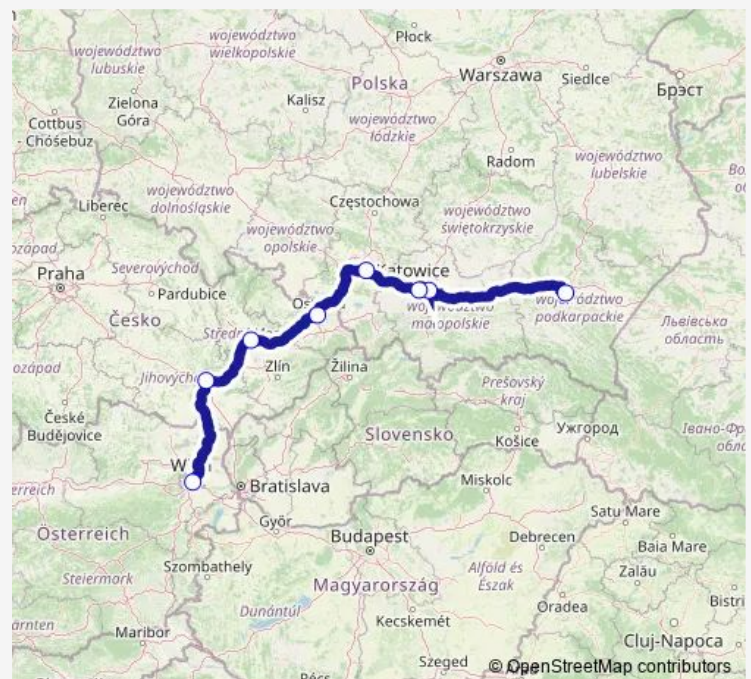 Płock
województwo
lubuskie
województwo
wielkopolskie
Warszawa
Siedlce
Брэст
Polska
Zielona
Góra
Kalisz
Cottbus
- Chóśebuz
województwo
łódzkie
Radom
województwo
lubelskie
województwo
dolnośląskie
Liberec
Częstochowa
województwo
świętokrzyskie
województwo
opolskie
Severovýchod
Praha
Katowice
Pardubice
Česko
województwo
podkarpackie
małopolskie
Львівська
область
Zlín
Žilina
Prešovský
kraj
České
Budějovice
Slovensko
Košice
Ужгород
Bratislava
Miskolc
Győr
Satu Mare
Österreich
Budapest
Debrecen
Baia Mare
Steiermark
Szombathely
Alföld és
Észak
Zalău
Magyarország
Dunántúl
Oradea
Kecskemét
Maribor
Cluj-Napoca
Szeged
© OpenStreetMap contributors